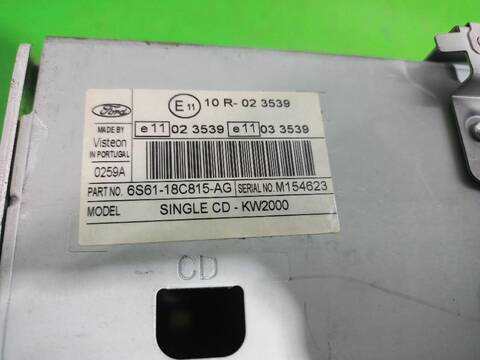 Ford
E11 10 R- 02 3539
MADE BY
Visteon
IN PORTUGAL
e11 02 3539 e11 03 3539
0259A
PART NO. 6S61-18C815-AG SERIAL NO. M154623
MODEL SINGLE CD - KW2000
CD